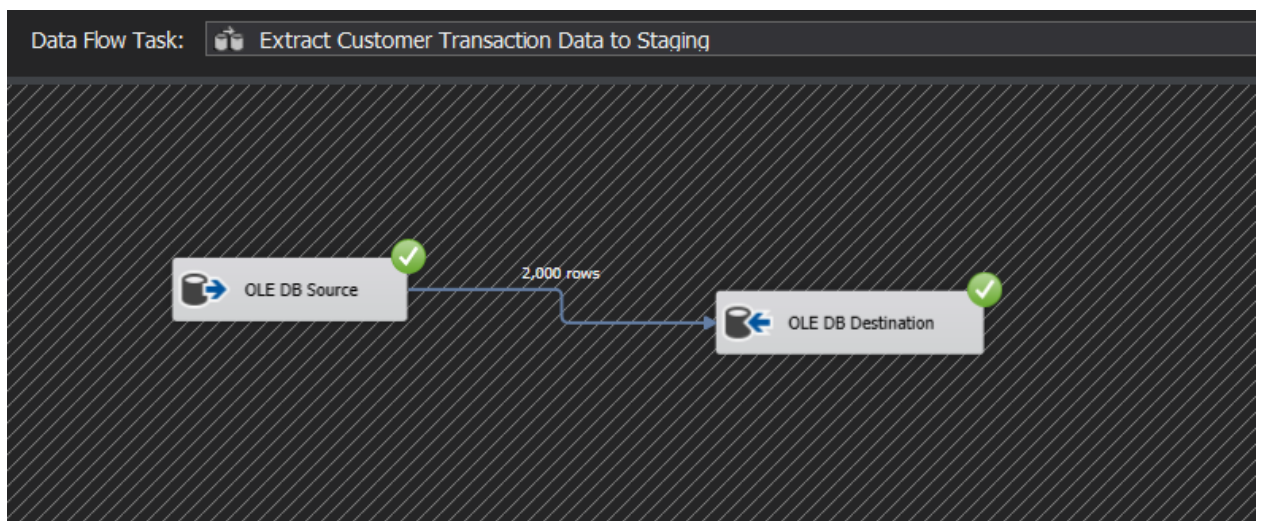 Data Flow Task: Extract Customer Transaction Data to Staging
2,000 rows
OLE DB Source
OLE DB Destination